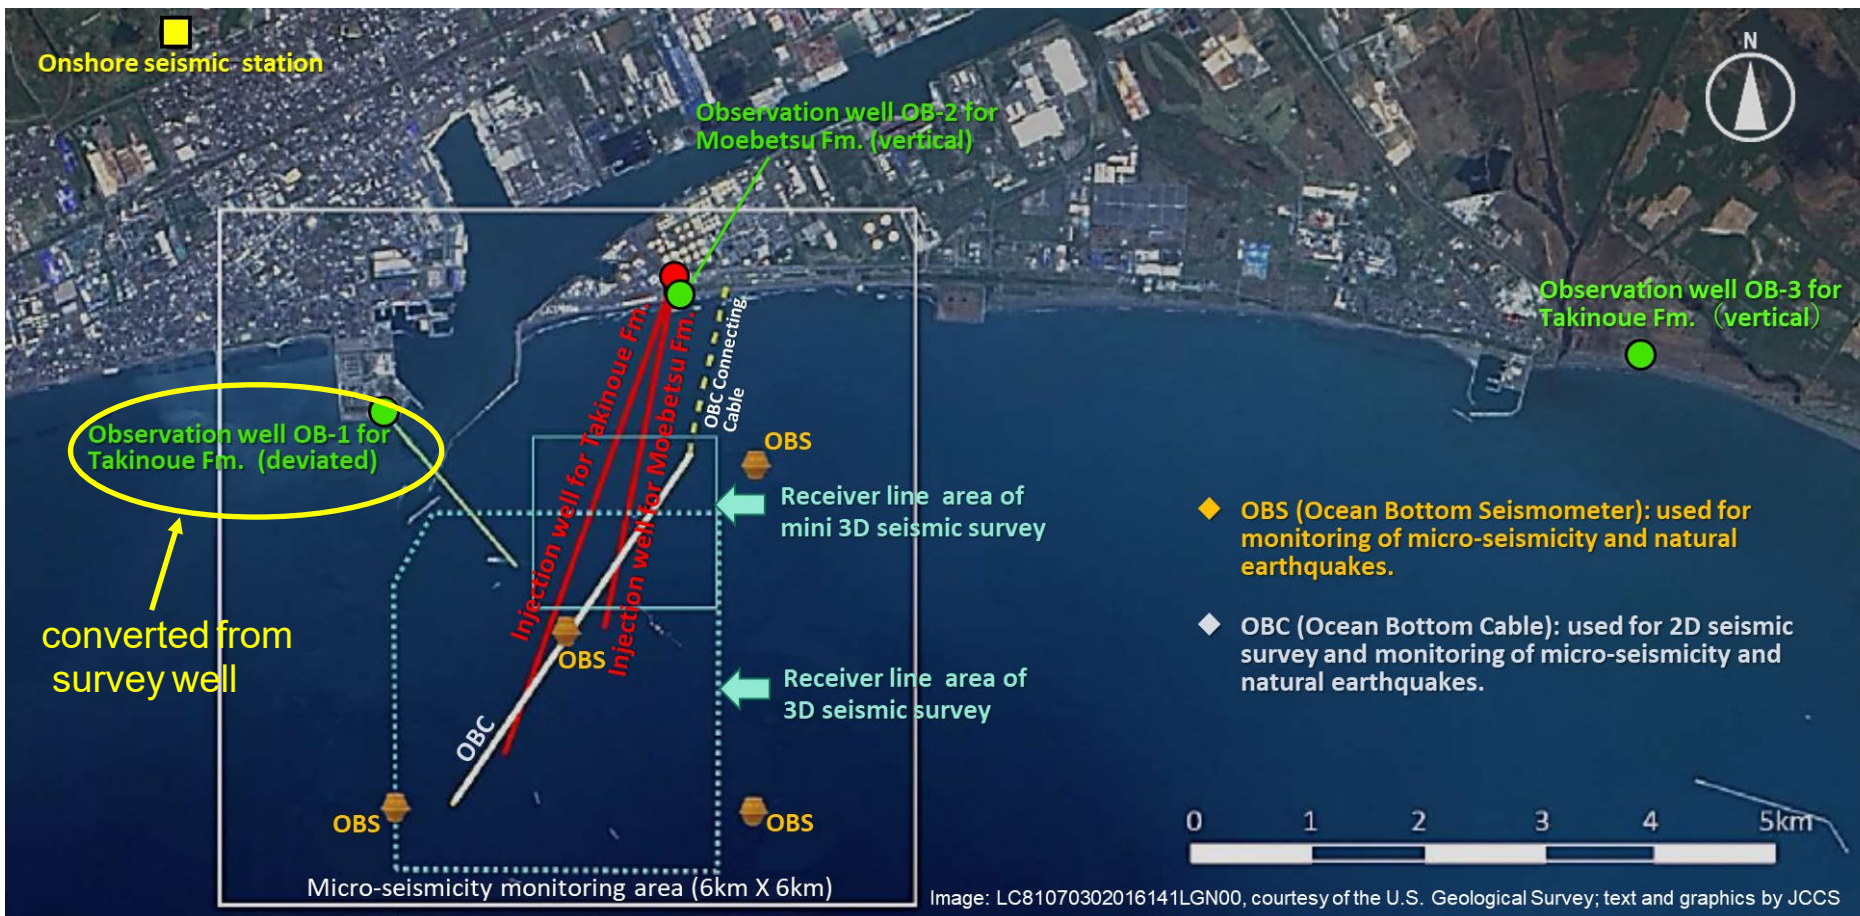 Onshore seismic station
N
Observation well OB-2 for
Moebetsu Fm. (vertical)
Observation well OB-3 for
Takinoue Fm. (vertical)
Injection well for Takinoue Fm.
Injection well for Moebetsu Fm.
OBC Connecting
Cable
Observation well OB-1 for
Takinoue Fm. (deviated)
OBS
Receiver line area of
mini 3D seismic survey
OBS (Ocean Bottom Seismometer): used for
monitoring of micro-seismicity and natural
earthquakes.
converted from
survey well
OBS
OBC (Ocean Bottom Cable): used for 2D seismic
survey and monitoring of micro-seismicity and
natural earthquakes.
Receiver line area of
3D seismic survey
OBC
OBS
OBS
0 1 2 3 4 5km
Micro-seismicity monitoring area (6km X 6km)
Image: LC81070302016141LGN00, courtesy of the U.S. Geological Survey; text and graphics by JCCS